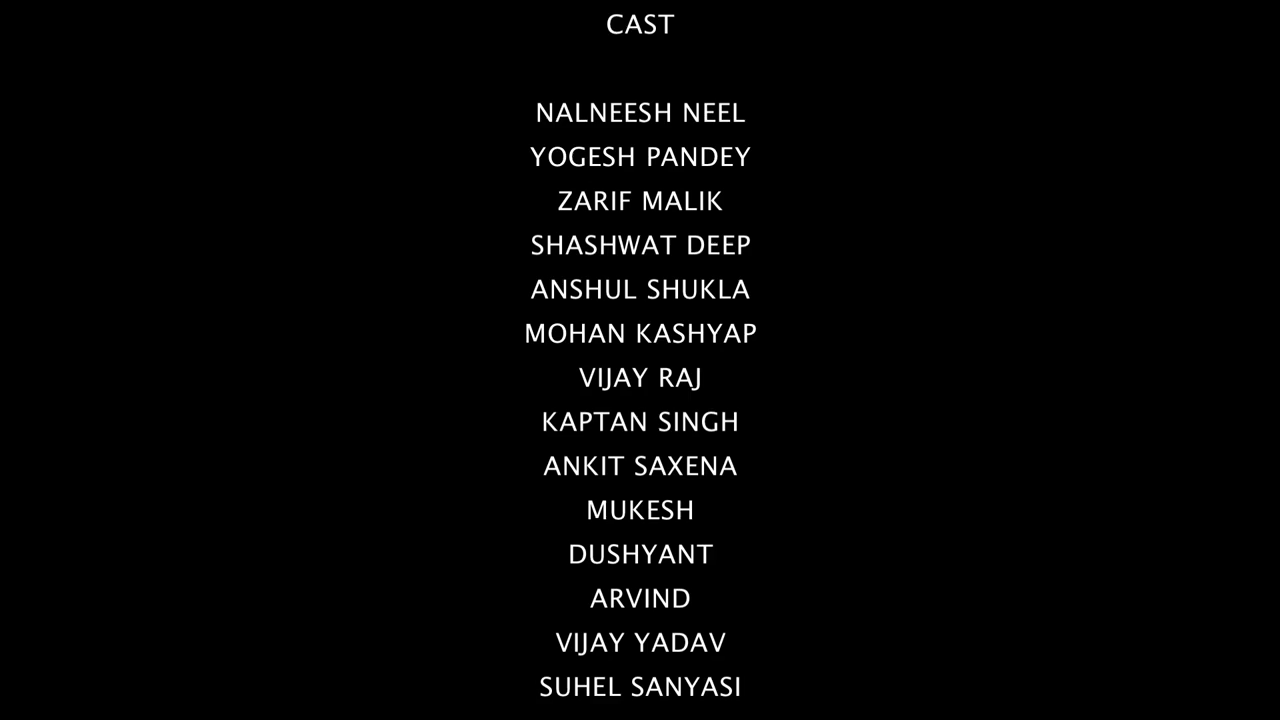 CAST
NALNEESH NEEL
YOGESH PANDEY
ZARIF MALIK
SHASHWAT DEEP
ANSHUL SHUKLA
MOHAN KASHYAP
VIJAY RAJ
KAPTAN SINGH
ANKIT SAXENA
MUKESH
DUSHYANT
ARVIND
VIJAY YADAV
SUHEL SANYASI